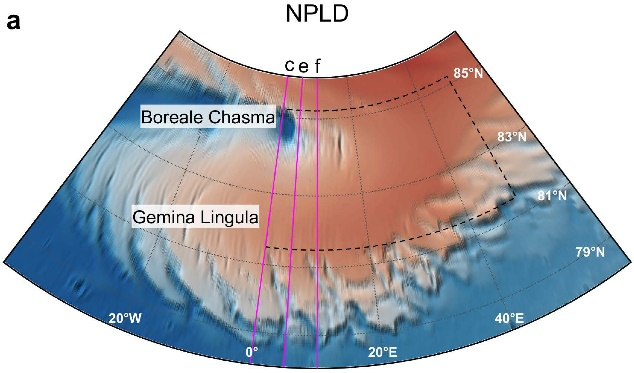 a
NPLD
c e f
85°N
Boreale Chasma
83°N
81°N
Gemina Lingula
79°N
20°W
40°E
0°
20°E